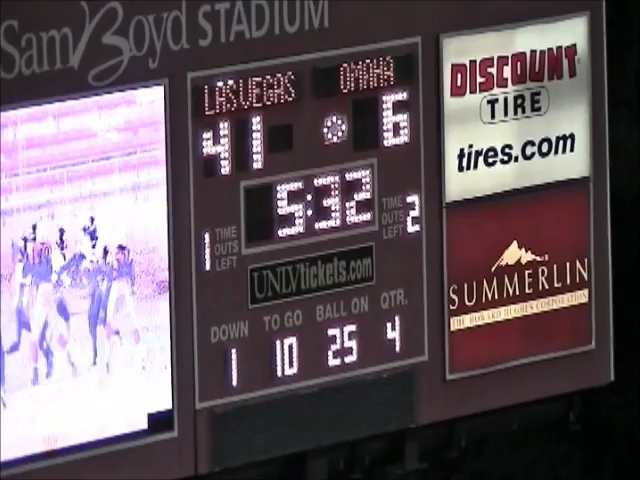 Sam Boyd STADIUM
LAS VEGAS OMAHA
41 6
5:32
1 TIME OUTS LEFT
TIME OUTS LEFT 2
UNLVtickets.com
DOWN TO GO BALL ON QTR.
1 10 25 4
DISCOUNT
TIRE
tires.com
SUMMERLIN
THE HOWARD HUGHES CORPORATION